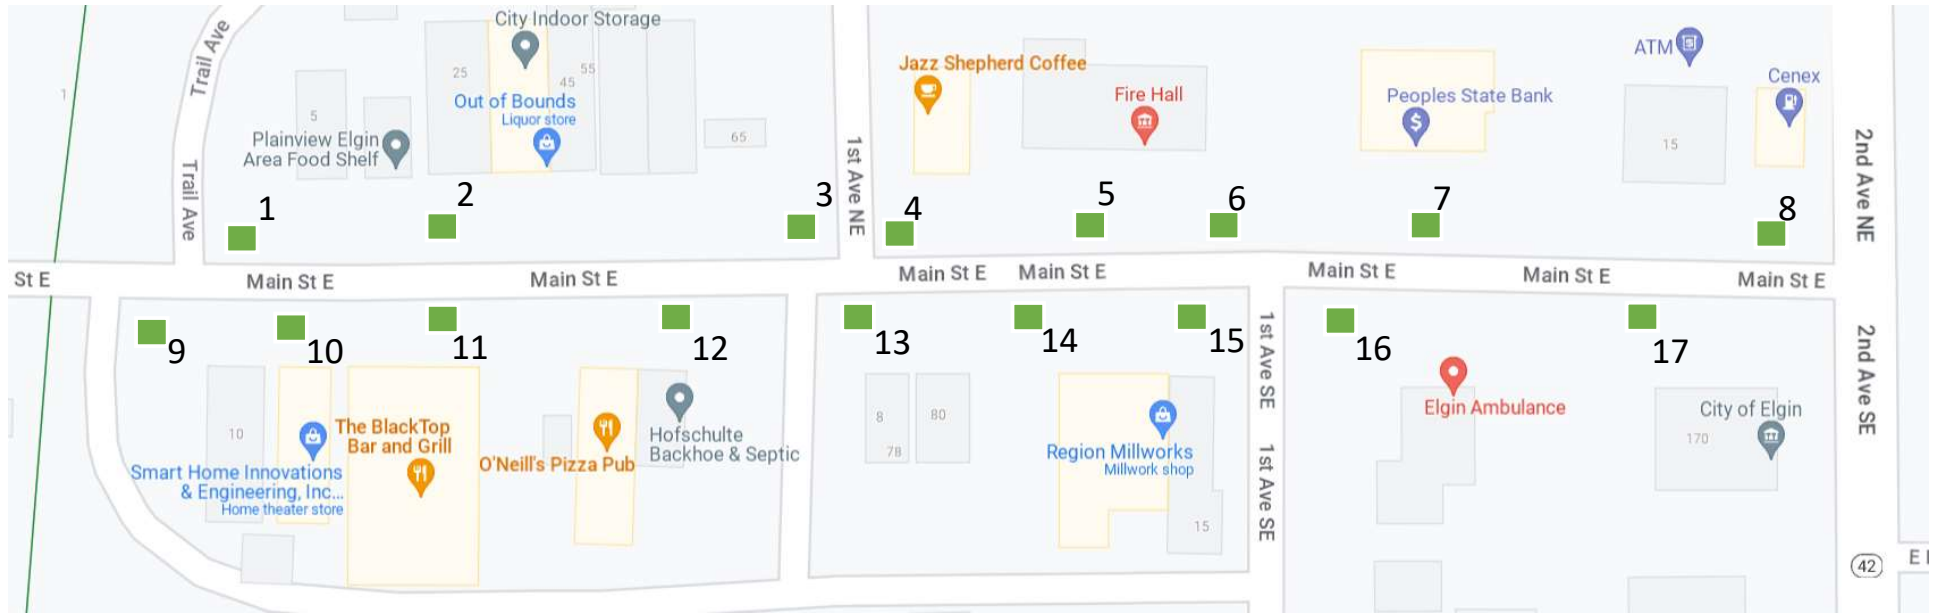 Trail Ave
City Indoor Storage
25
45
55
1
5
Out of Bounds
Liquor store
Plainview Elgin
Area Food Shelf
65
Trail Ave
1st Ave NE
Jazz Shepherd Coffee
Fire Hall
Peoples State Bank
ATM
Cenex
15
2nd Ave NE
1
2
3
4
5
6
7
8
St E
Main St E
Main St E
Main St E
Main St E
Main St E
Main St E
Main St E
9
10
11
12
13
14
15
16
17
1st Ave SE
2nd Ave SE
10
The BlackTop
Bar and Grill
Smart Home Innovations
& Engineering, Inc...
Home theater store
O'Neill's Pizza Pub
Hofschulte
Backhoe & Septic
8
78
80
Region Millworks
Millwork shop
15
1st Ave SE
Elgin Ambulance
City of Elgin
170
42
E